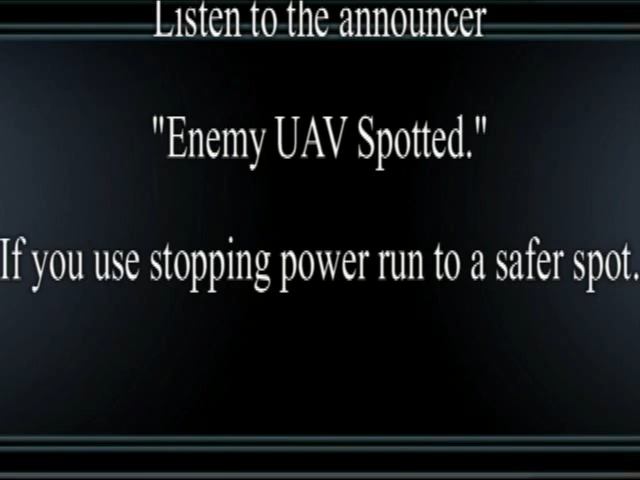 Listen to the announcer
"Enemy UAV Spotted."
If you use stopping power run to a safer spot.